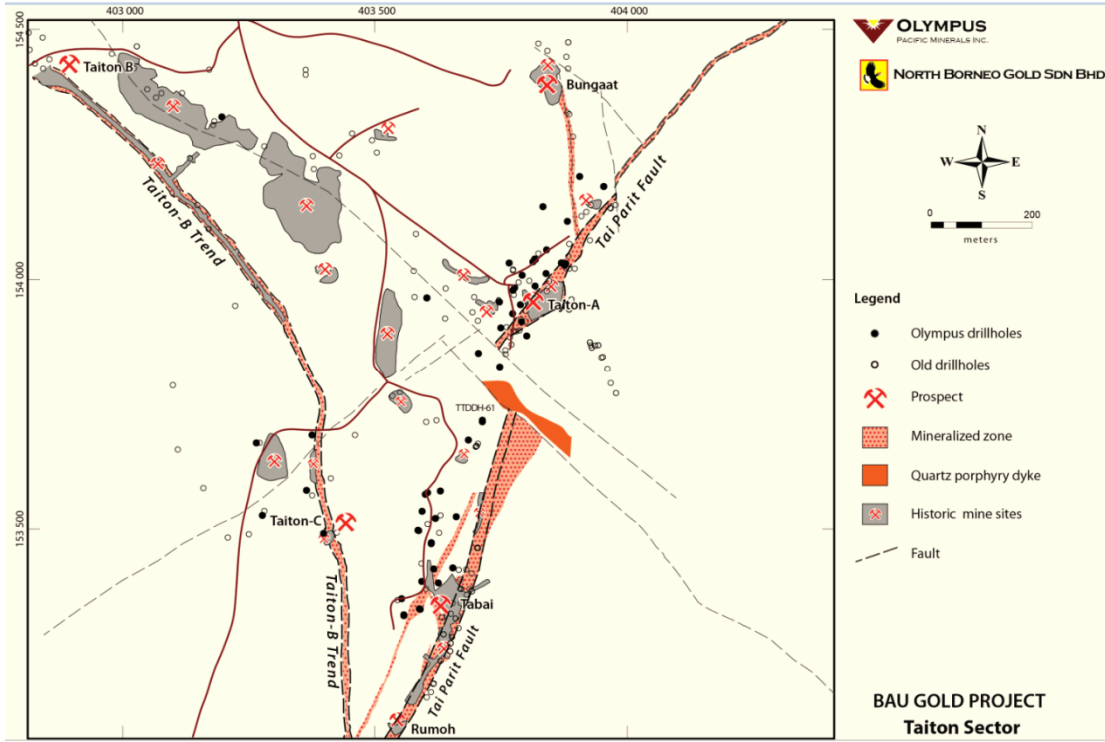 403 000
403 500
404 000
154 500
154 000
153 500
Taiton B
Bungaat
Taiton-B Trend
Tai Parit Fault
Taiton-A
TTDDH-61
Taiton-C
Taiton-B Trend
Tabai
Tai Parit Fault
Rumoh
OLYMPUS
PACIFIC MINERALS INC.
NORTH BORNEO GOLD SDN BHD
N
W E
S
0 200
meters
Legend
Olympus drillholes
Old drillholes
Prospect
Mineralized zone
Quartz porphyry dyke
Historic mine sites
Fault
BAU GOLD PROJECT
Taiton Sector